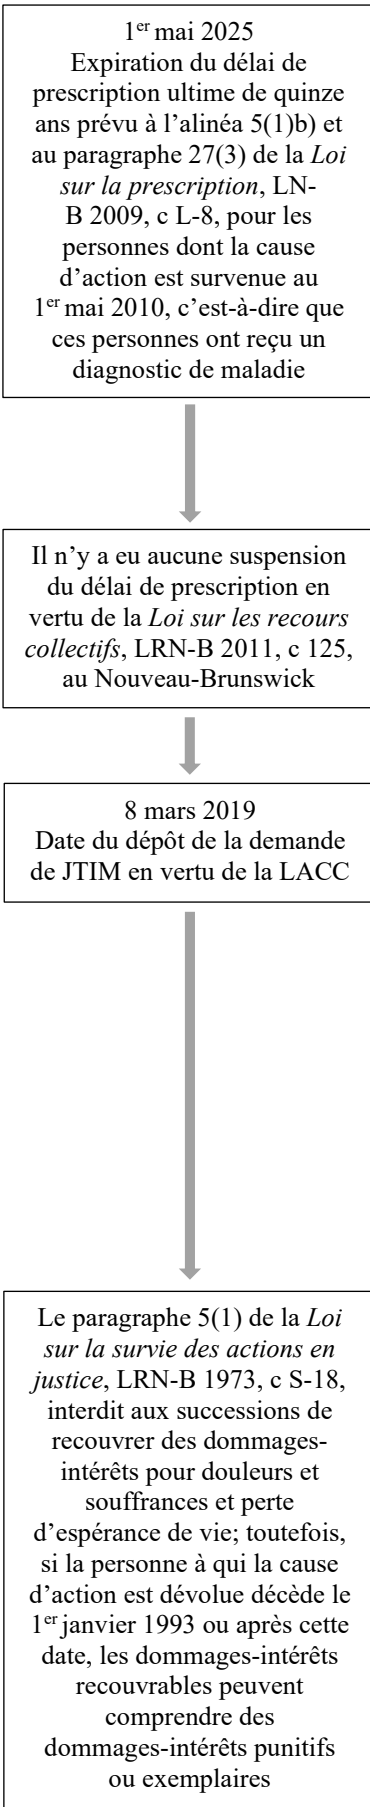 1er mai 2025
Expiration du délai de
prescription ultime de quinze
ans prévu à l’alinéa 5(1)b) et
au paragraphe 27(3) de la Loi
sur la prescription, LN-
B 2009, c L-8, pour les
personnes dont la cause
d’action est survenue au
1er mai 2010, c’est-à-dire que
ces personnes ont reçu un
diagnostic de maladie
Il n’y a eu aucune suspension
du délai de prescription en
vertu de la Loi sur les recours
collectifs, LRN-B 2011, c 125,
au Nouveau-Brunswick
8 mars 2019
Date du dépôt de la demande
de JTIM en vertu de la LACC
Le paragraphe 5(1) de la Loi
sur la survie des actions en
justice, LRN-B 1973, c S-18,
interdit aux successions de
recouvrer des dommages-
intérêts pour douleurs et
souffrances et perte
d’espérance de vie; toutefois,
si la personne à qui la cause
d’action est dévolue décède le
1er janvier 1993 ou après cette
date, les dommages-intérêts
recouvrables peuvent
comprendre des
dommages-intérêts punitifs
ou exemplaires